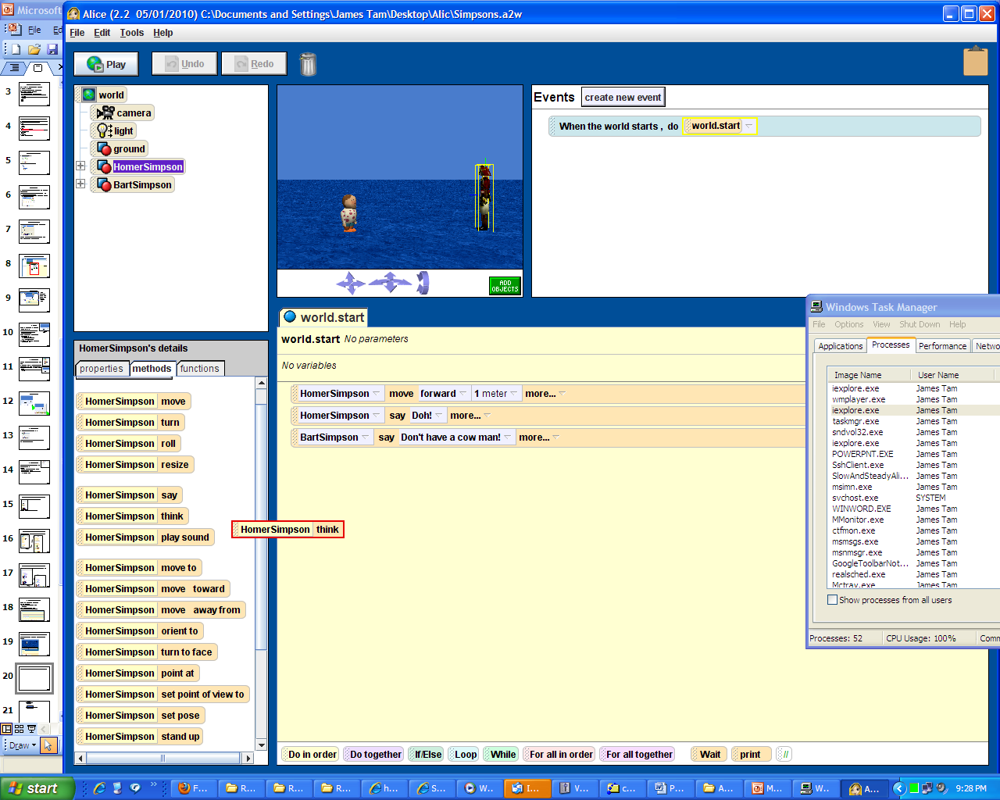 Microsoft
Alice (2.2 05/01/2010) C:\Documents and Settings\James Tam\Desktop\Alic\Simpsons.a2w
File Ed
File Edit Tools Help
Play Undo Redo
world
camera
light
ground
HomerSimpson
BartSimpson
ADD
OBJECTS
Events create new event
When the world starts , do world.start
HomerSimpson's details
properties methods functions
HomerSimpson move
HomerSimpson turn
HomerSimpson roll
HomerSimpson resize
HomerSimpson say
HomerSimpson think
HomerSimpson play sound
HomerSimpson move to
HomerSimpson move toward
HomerSimpson move away from
HomerSimpson orient to
HomerSimpson turn to face
HomerSimpson point at
HomerSimpson set point of view to
HomerSimpson set pose
HomerSimpson stand up
HomerSimpson think
world.start
world.start No parameters
No variables
HomerSimpson move forward 1 meter more...
HomerSimpson say Doh! more...
BartSimpson say Don't have a cow man! more...
Do in order Do together If/Else Loop While For all in order For all together Wait print //
Windows Task Manager
File Options View Shut Down Help
Applications Processes Performance Netwo
Image Name User Name
iexplore.exe James Tam
wmplayer.exe James Tam
iexplore.exe James Tam
taskmgr.exe James Tam
sndvol32.exe James Tam
iexplore.exe James Tam
POWERPNT.EXE James Tam
SshClient.exe James Tam
SlowAndSteadyAli... James Tam
msimn.exe James Tam
svchost.exe SYSTEM
WINWORD.EXE James Tam
MMonitor.exe James Tam
ctfmon.exe James Tam
msmsgs.exe James Tam
msnmsgr.exe James Tam
GoogleToolbarNot... James Tam
realsched.exe James Tam
Mctray.exe James Tam
Show processes from all users
Processes: 52 CPU Usage: 100% Comm
3
4
5
6
7
8
9
10
11
12
13
14
15
16
17
18
19
20
21
Draw
start F... R... R... R... h... S... W... I... V... c... P... A... M... W... A... 9:28 PM